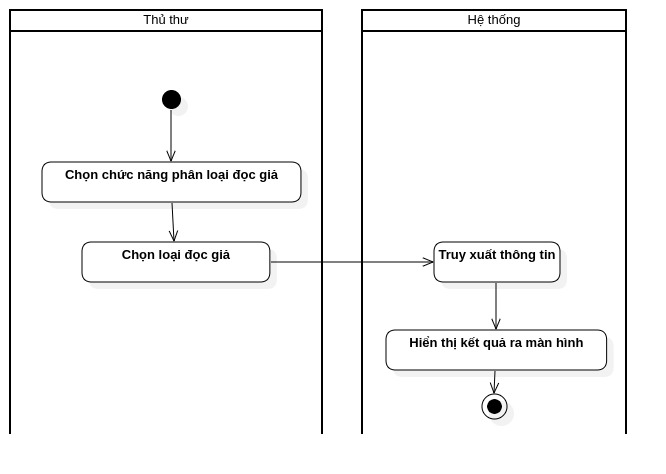 Thủ thư
Hệ thống
Chọn chức năng phân loại đọc giả
Chọn loại đọc giả
Truy xuất thông tin
Hiển thị kết quả ra màn hình